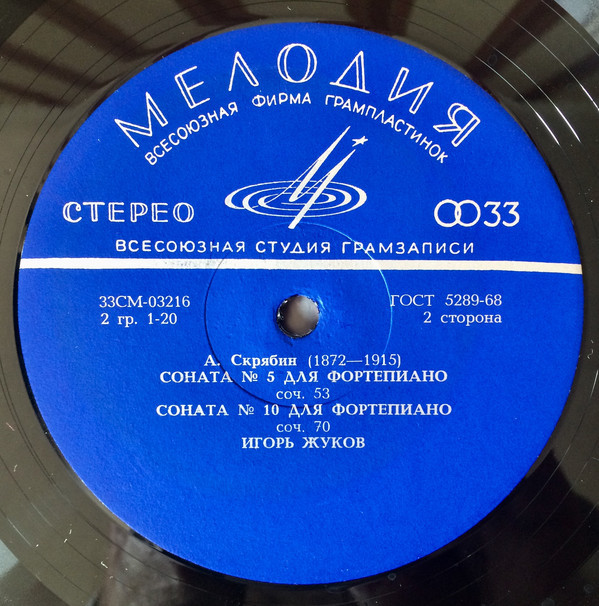 МЕЛОДИЯ
ВСЕСОЮЗНАЯ ФИРМА ГРАМПЛАСТИНОК
СТЕРЕО
33
ВСЕСОЮЗНАЯ СТУДИЯ ГРАМЗАПИСИ
33СМ-03216
ГОСТ 5289-68
2 гр. 1-20
2 сторона
А. Скрябин (1872—1915)
СОНАТА № 5 ДЛЯ ФОРТЕПИАНО
соч. 53
СОНАТА № 10 ДЛЯ ФОРТЕПИАНО
соч. 70
ИГОРЬ ЖУКОВ